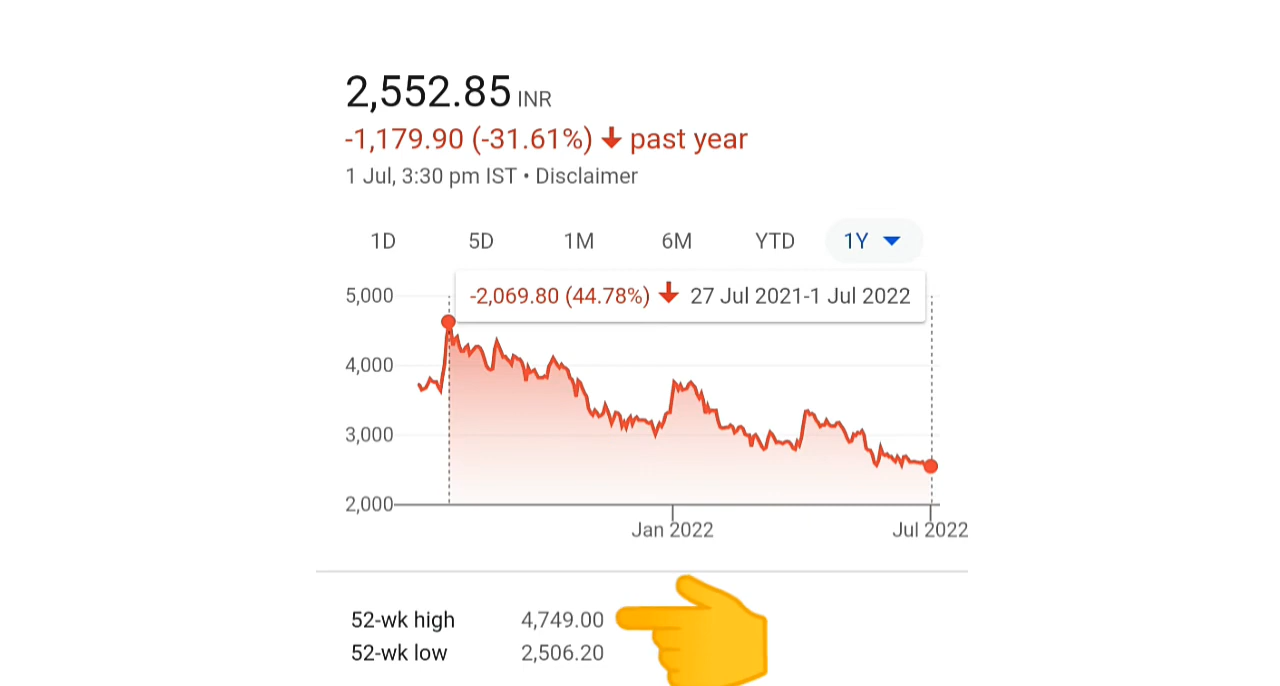 2,552.85 INR
-1,179.90 (-31.61%) ↓ past year
1 Jul, 3:30 pm IST • Disclaimer
1D 5D 1M 6M YTD 1Y
-2,069.80 (44.78%) ↓ 27 Jul 2021-1 Jul 2022
5,000
4,000
3,000
2,000
Jan 2022 Jul 2022
52-wk high 4,749.00
52-wk low 2,506.20